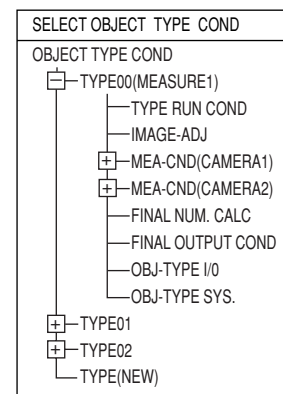 SELECT OBJECT TYPE COND
OBJECT TYPE COND
TYPE00(MEASURE1)
TYPE RUN COND
IMAGE-ADJ
MEA-CND(CAMERA1)
MEA-CND(CAMERA2)
FINAL NUM. CALC
FINAL OUTPUT COND
OBJ-TYPE I/0
OBJ-TYPE SYS.
TYPE01
TYPE02
TYPE(NEW)